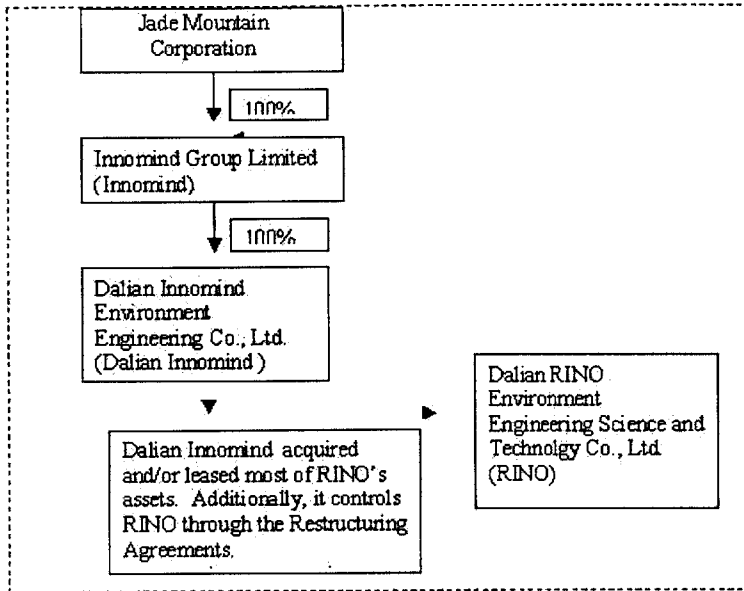 Jade Mountain
Corporation
100%
Innomind Group Limited
(Innomind)
100%
Dalian Innomind
Environment
Engineering Co., Ltd.
(Dalian Innomind )
Dalian Innomind acquired
and/or leased most of RINO's
assets. Additionally, it controls
RINO through the Restructuring
Agreements.
Dalian RINO
Environment
Engineering Science and
Technolgy Co., Ltd
(RINO)